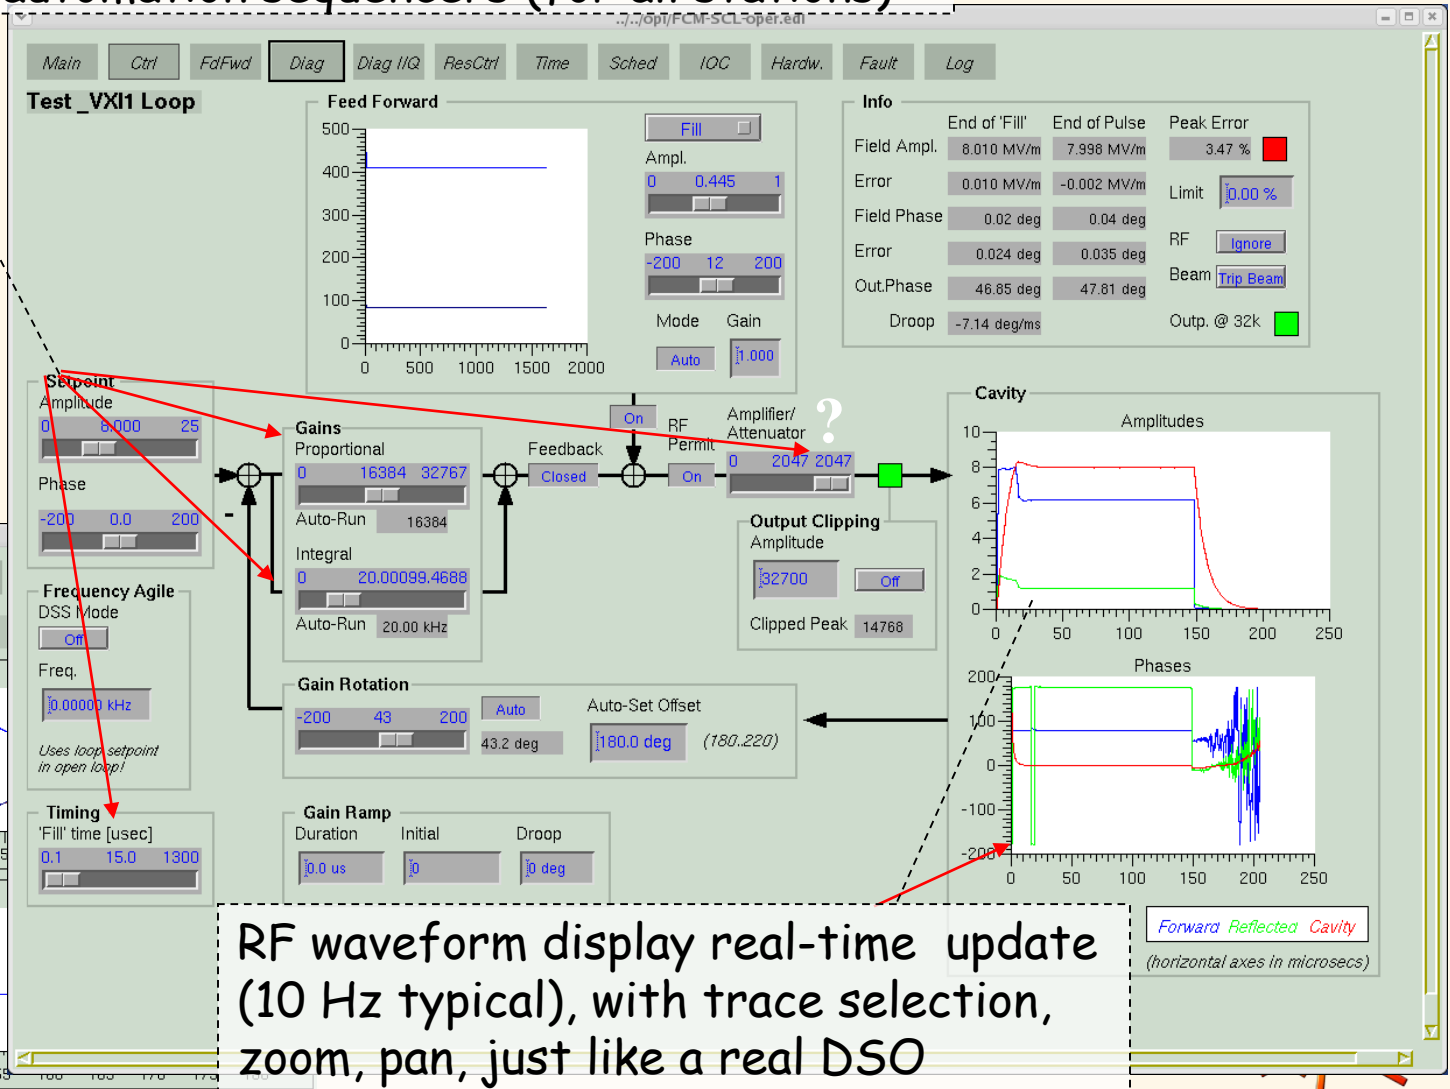 automation sequencers (for all stations)
../../opi/FCM-SCL-oper.edl
Main Ctrl FdFwd Diag Diag I/Q ResCtrl Time Sched IOC Hardw. Fault Log
Test _VXI1 Loop
Feed Forward
500
400
300
200
100
0
0 500 1000 1500 2000
Fill
Ampl.
0 0.445 1
Phase
-200 12 200
Mode Gain
Auto 1.000
Info
End of 'Fill' End of Pulse Peak Error
Field Ampl. 8.010 MV/m 7.998 MV/m 3.47 %
Error 0.010 MV/m -0.002 MV/m
Limit 0.00 %
Field Phase 0.02 deg 0.04 deg
RF Ignore
Error 0.024 deg 0.035 deg
Beam Trip Beam
Out.Phase 46.85 deg 47.81 deg
Droop -7.14 deg/ms
Outp. @ 32k
Setpoint
Amplitude
0 8.000 25
Phase
-200 0.0 200
-
Gains
Proportional
0 16384 32767
Auto-Run 16384
Integral
0 20.00099.4688
Auto-Run 20.00 kHz
Feedback
Closed
On
RF
Permit
On
Amplifier/
Attenuator
?
0 2047 2047
Output Clipping
Amplitude
32700 Off
Clipped Peak 14768
Frequency Agile
DSS Mode
Off
Freq.
0.00000 kHz
Uses loop setpoint
in open loop!
Gain Rotation
-200 43 200
Auto
43.2 deg
Auto-Set Offset
180.0 deg (180..220)
Timing
'Fill' time [usec]
0.1 15.0 1300
Gain Ramp
Duration Initial Droop
0.0 us 0 0 deg
Cavity
Amplitudes
10
8
6
4
2
0
0 50 100 150 200 250
Phases
200
100
0
-100
-200
0 50 100 150 200 250
Forward Reflected Cavity
(horizontal axes in microsecs)
RF waveform display real-time update
(10 Hz typical), with trace selection,
zoom, pan, just like a real DSO